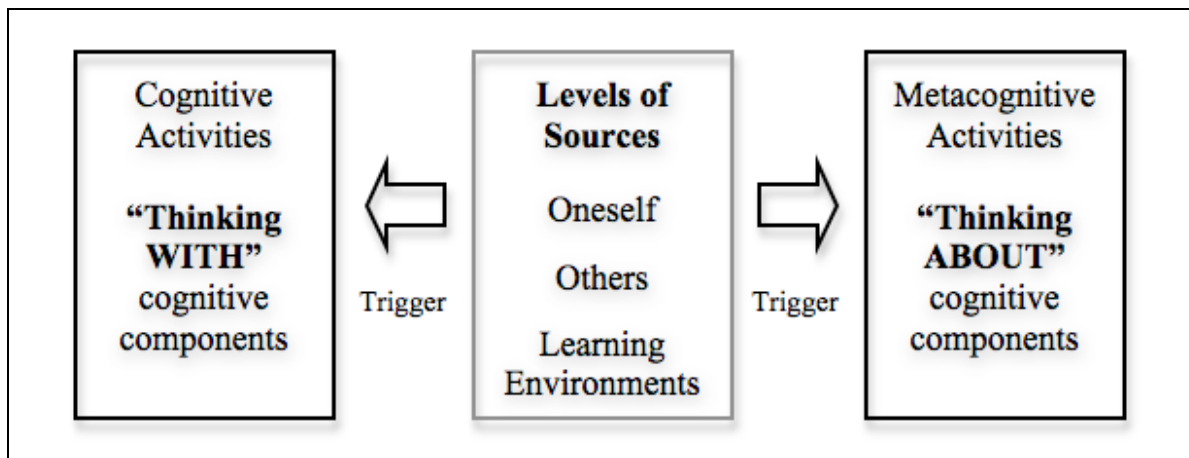 Cognitive
Activities
“Thinking
WITH”
cognitive
components
Trigger
Levels of
Sources
Oneself
Others
Learning
Environments
Trigger
Metacognitive
Activities
“Thinking
ABOUT”
cognitive
components